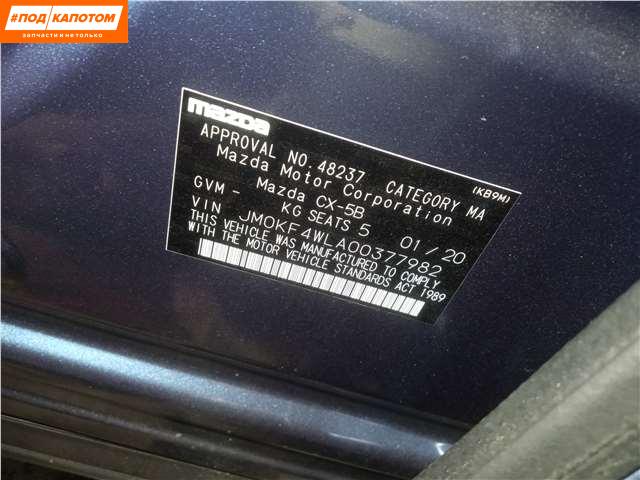 #ПОД КАПОТОМ
запчасти и не только
mazda
APPROVAL NO. 48237 CATEGORY MA (KB9M)
Mazda Motor Corporation
Mazda CX-5B 01/20
GVM - KG SEATS 5
VIN JM0KF4WLA00377982
THIS VEHICLE WAS MANUFACTURED TO COMPLY
WITH THE MOTOR VEHICLE STANDARDS ACT 1989